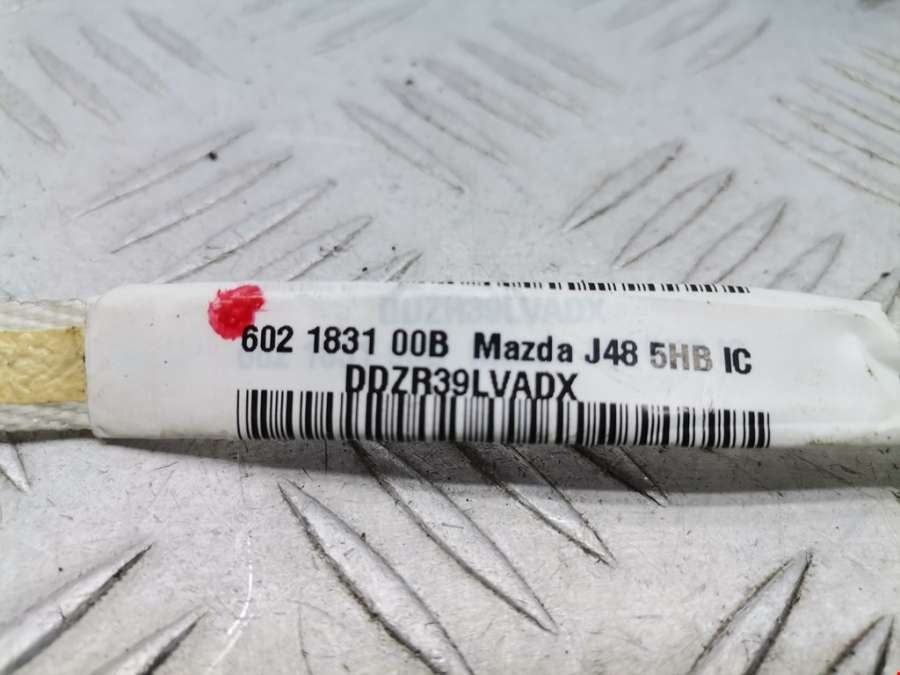 602 1831 00B Mazda J48 5HB IC
DDZR39LVADX